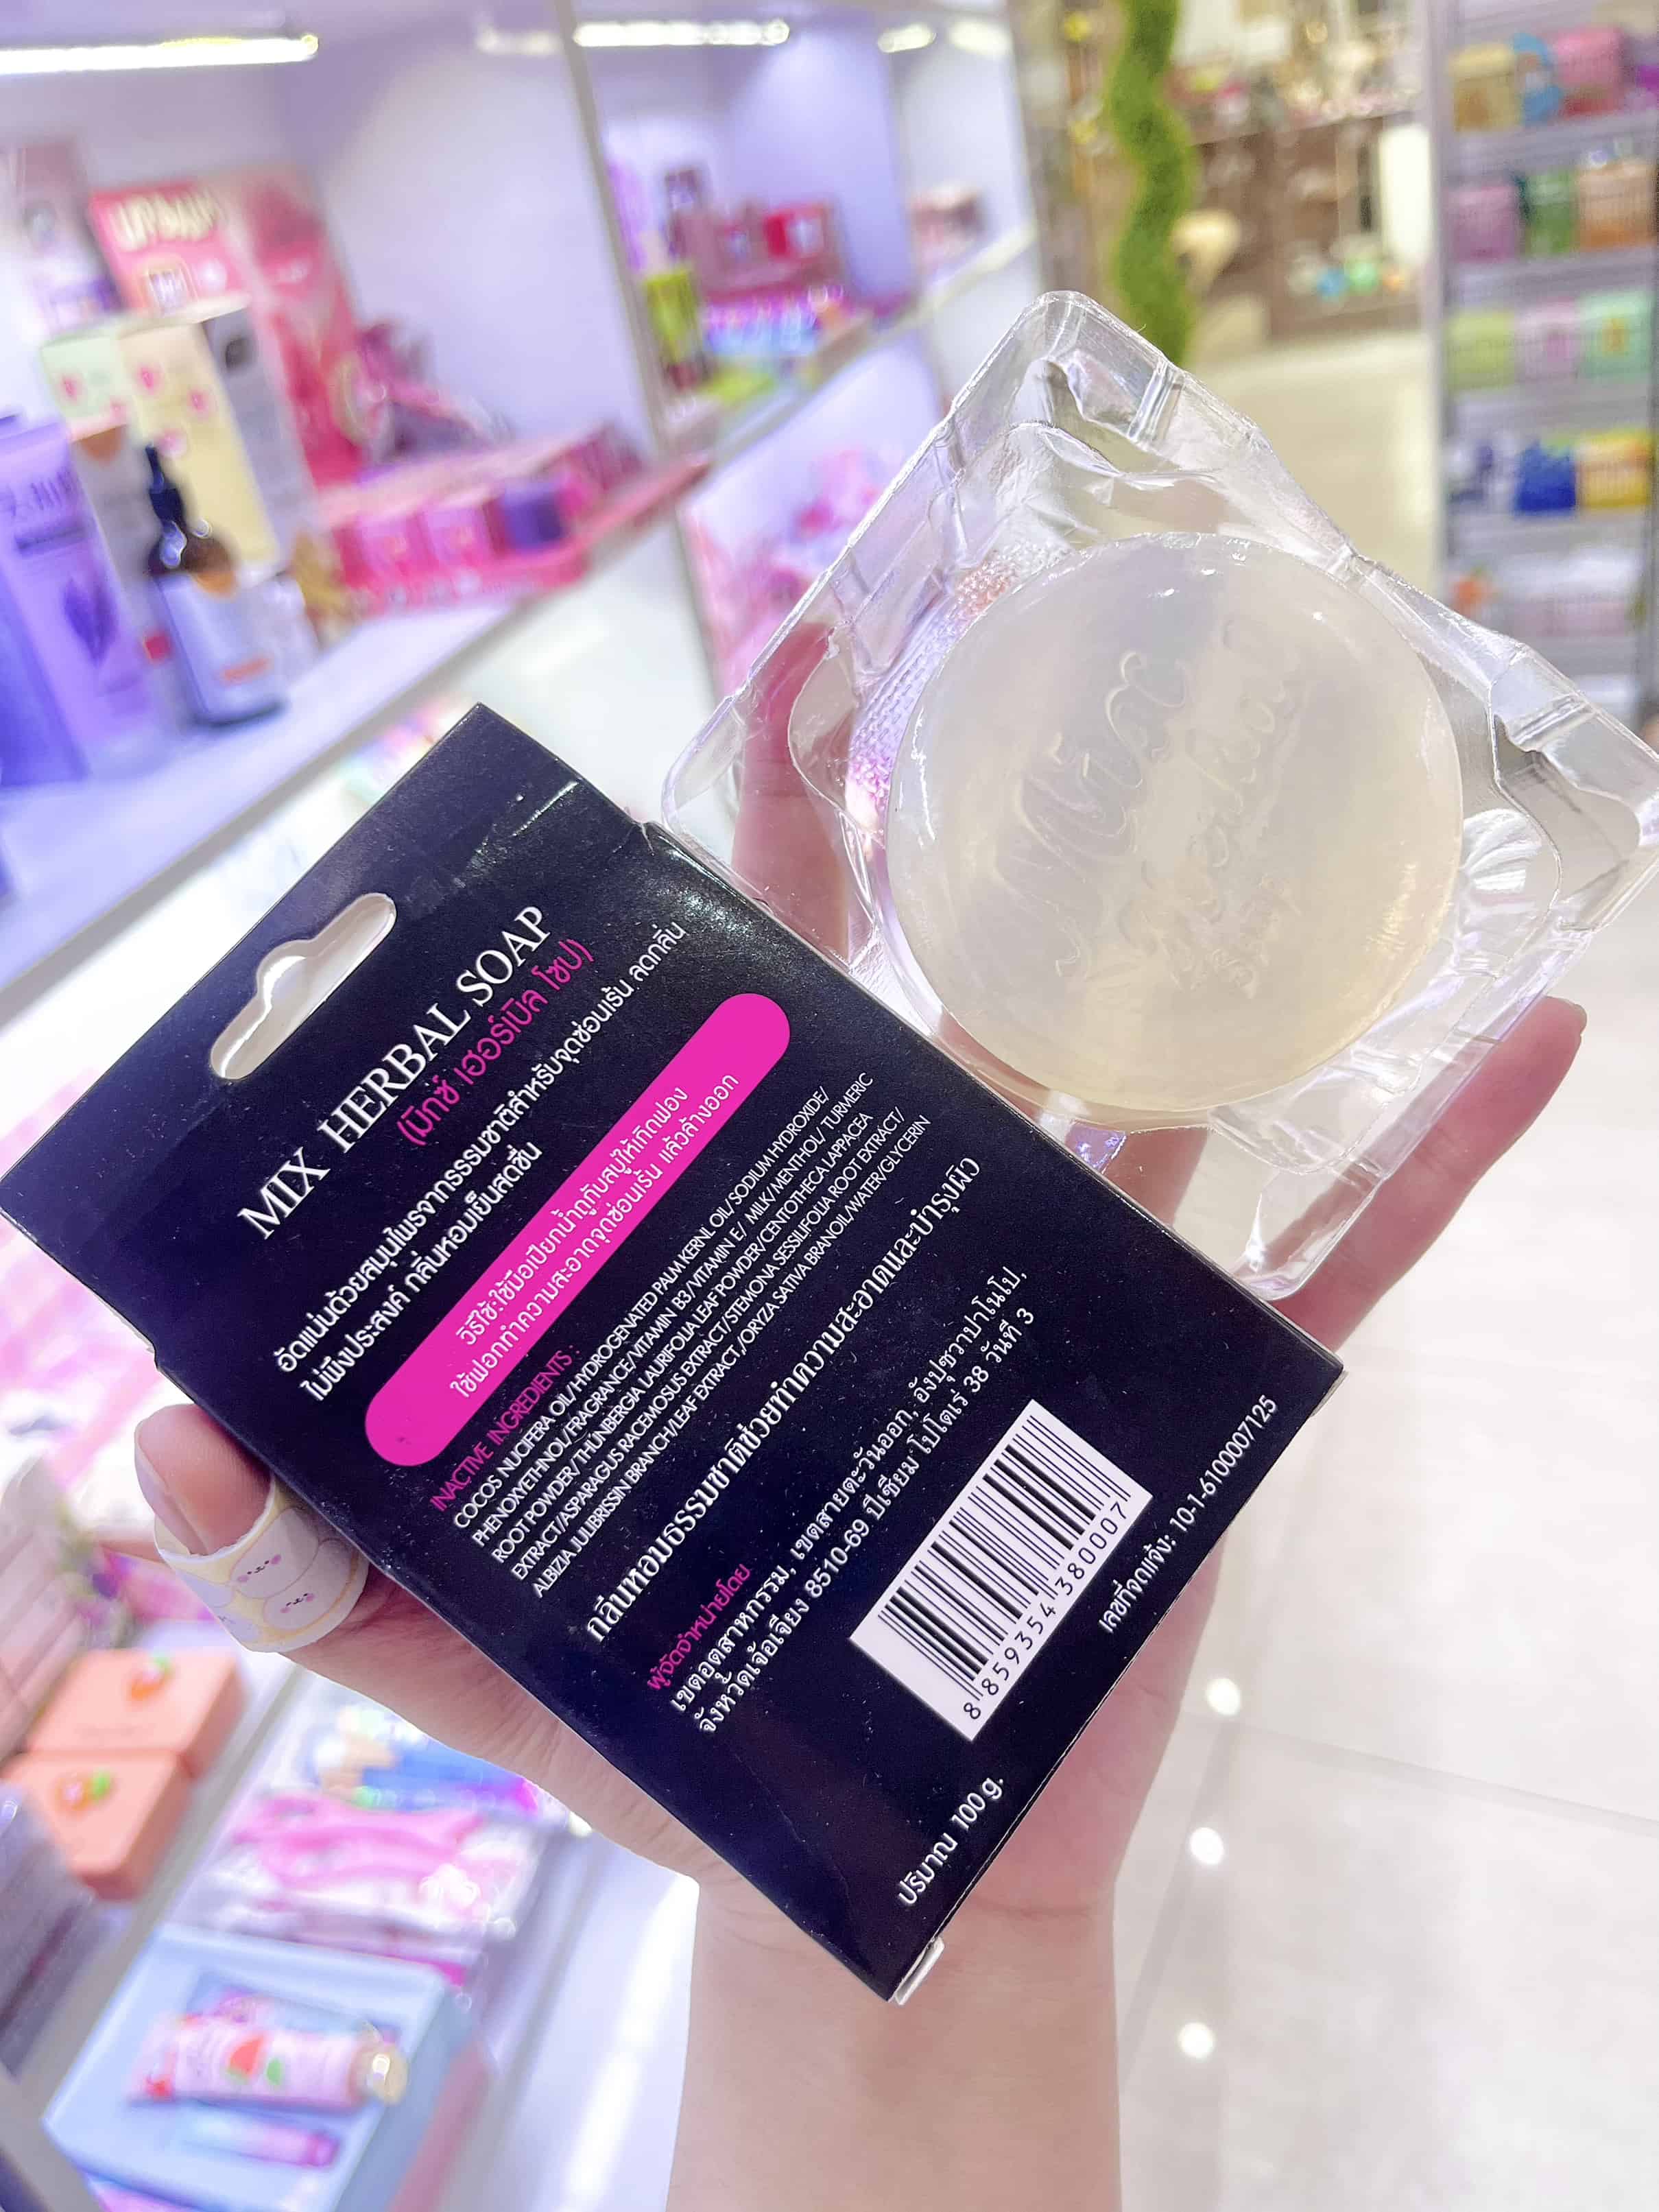 MIX HERBAL SOAP
(มิกซ์ เฮอร์เบิล โซป)
อัดแน่นด้วยสมุนไพรจากธรรมชาติสำหรับจุดซ่อนเร้น ลดกลิ่น
ไม่พึงประสงค์ กลิ่นหอมเย็นสดชื่น
วิธีใช้:ใช้มือเปียกน้ำถูกับสบู่ให้เกิดฟอง
ใช้ฟอกทำความสะอาดจุดซ่อนเร้น แล้วล้างออก
INACTIVE INGREDIENTS :
COCOS NUCIFERA OIL/HYDROGENATED PALM KERNL OIL/SODIUM HYDROXIDE/
PHENOXYETHNOL/FRAGRANCE/VITAMIN B3/VITAMIN E/ MILK/MENTHOL/ TURMERIC
ROOT POWDER/THUNBERGIA LAURIFOLIA LEAF POWDER/CENTOTHECA LAPPACEA
EXTRACT/ASPARAGUS RACEMOSUS EXTRACT/STEMONA SESSILIFOLIA ROOT EXTRACT/
ALBIZIA JULIBRISSIN BRANCH/LEAF EXTRACT /ORYZA SATIVA BRANOIL/WATER/GLYCERIN
กลิ่นหอมธรรมชาติช่วยทำความสะอาดและบำรุงผิว
ผู้จัดจำหน่ายโดย
เขตอุตสาหกรรม, เขตสายตะวันออก, อังปุชวาปาโนโป,
จังหวัดเจ้อเจียง 8510-69 บีเซียม โปโตเร่ 38 วันที่ 3
8 859354 380007
เลขที่จดแจ้ง: 10-1-6100007125
ปริมาณ 100 g.
Mix